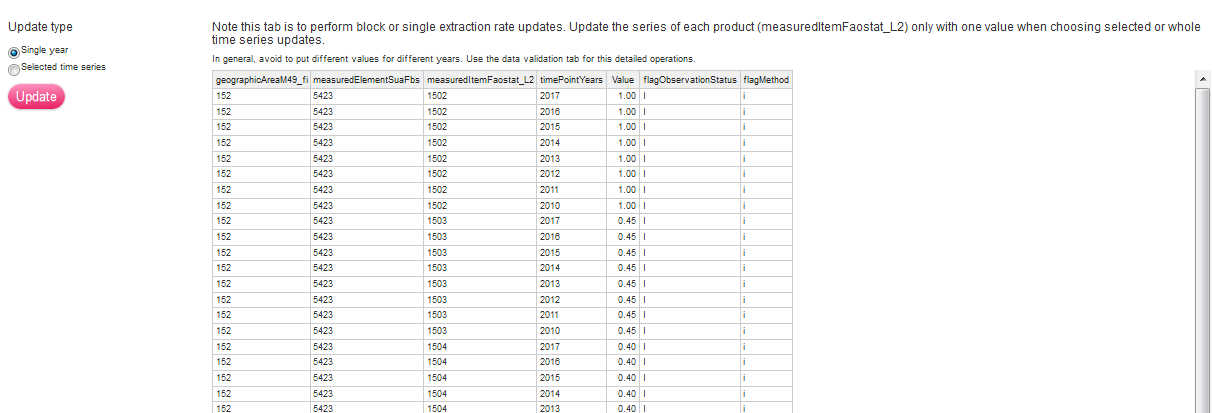 Update type
Single year
Selected time series
Update
Note this tab is to perform block or single extraction rate updates. Update the series of each product (measuredItemFaostat_L2) only with one value when choosing selected or whole
time series updates.
In general, avoid to put different values for different years. Use the data validation tab for this detailed operations.
geographicAreaM49_fi measuredElementSuaFbs measuredItemFaostat_L2 timePointYears Value flagObservationStatus flagMethod
152 5423 1502 2017 1.00 I i
152 5423 1502 2016 1.00 I i
152 5423 1502 2015 1.00 I i
152 5423 1502 2014 1.00 I i
152 5423 1502 2013 1.00 I i
152 5423 1502 2012 1.00 I i
152 5423 1502 2011 1.00 I i
152 5423 1502 2010 1.00 I i
152 5423 1503 2017 0.45 I i
152 5423 1503 2016 0.45 I i
152 5423 1503 2015 0.45 I i
152 5423 1503 2014 0.45 I i
152 5423 1503 2013 0.45 I i
152 5423 1503 2012 0.45 I i
152 5423 1503 2011 0.45 I i
152 5423 1503 2010 0.45 I i
152 5423 1504 2017 0.40 I i
152 5423 1504 2016 0.40 I i
152 5423 1504 2015 0.40 I i
152 5423 1504 2014 0.40 I i
152 5423 1504 2013 0.40 I i